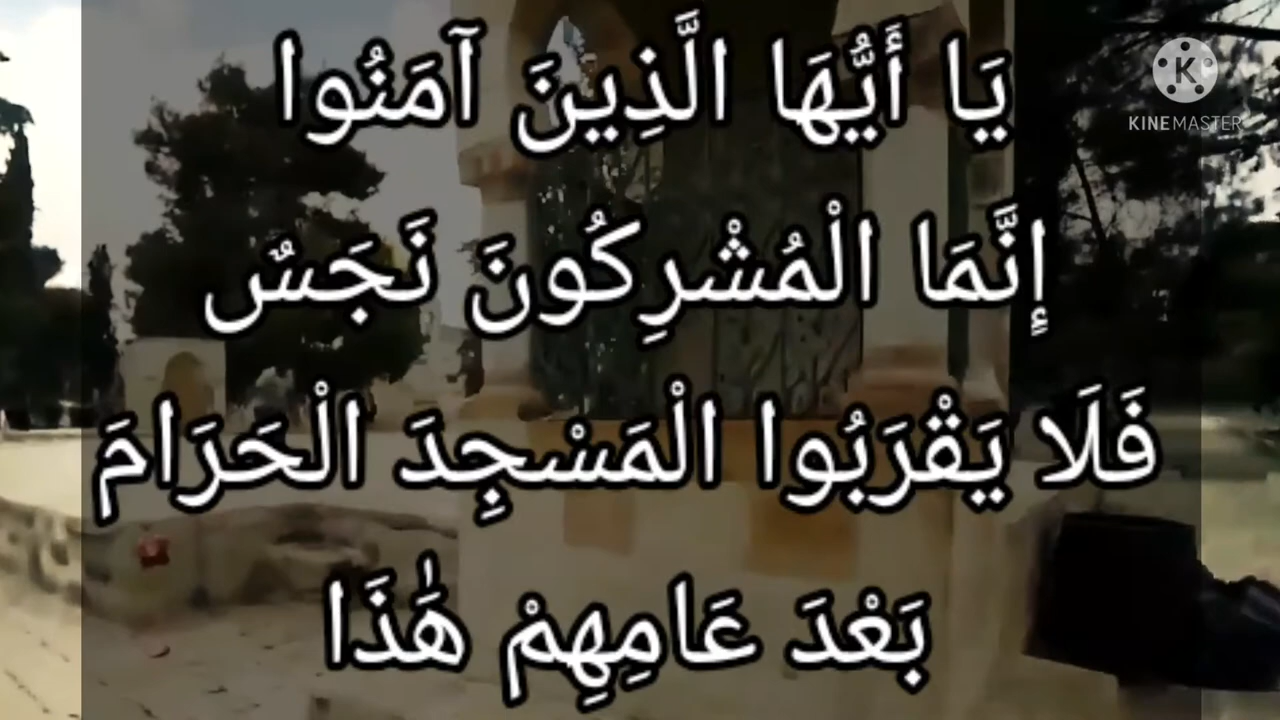 يَا أَيُّهَا الَّذِينَ آمَنُوا
إِنَّمَا الْمُشْرِكُونَ نَجَسٌ
فَلَا يَقْرَبُوا الْمَسْجِدَ الْحَرَامَ
بَعْدَ عَامِهِمْ هَٰذَا
K
KINEMASTER